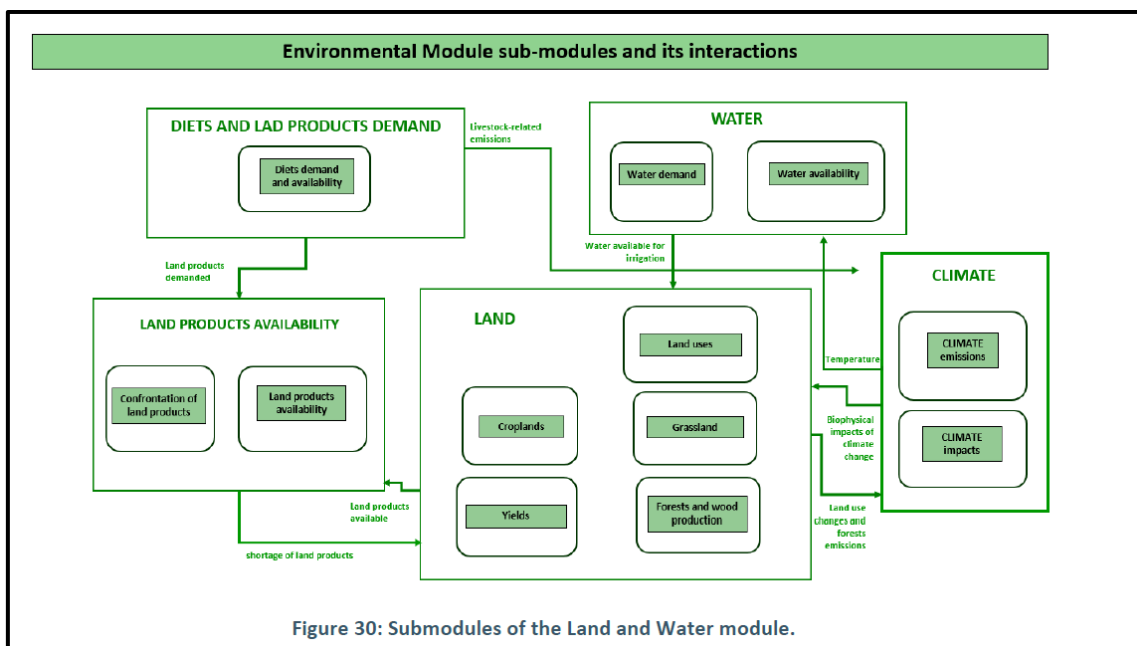 Environmental Module sub-modules and its interactions
DIETS AND LAD PRODUCTS DEMAND
Diets demand
and availability
Livestock-related
emissions
WATER
Water demand
Water availability
Land products
demanded
Water available for
irrigation
LAND PRODUCTS AVAILABILITY
Confrontation of
land products
Land products
availability
LAND
Land uses
Croplands
Grassland
Yields
Forests and wood
production
CLIMATE
CLIMATE
emissions
CLIMATE
impacts
Temperature
Biophysical
impacts of
climate
change
Land products
available
shortage of land products
Land use
changes and
forests
emissions
Figure 30: Submodules of the Land and Water module.